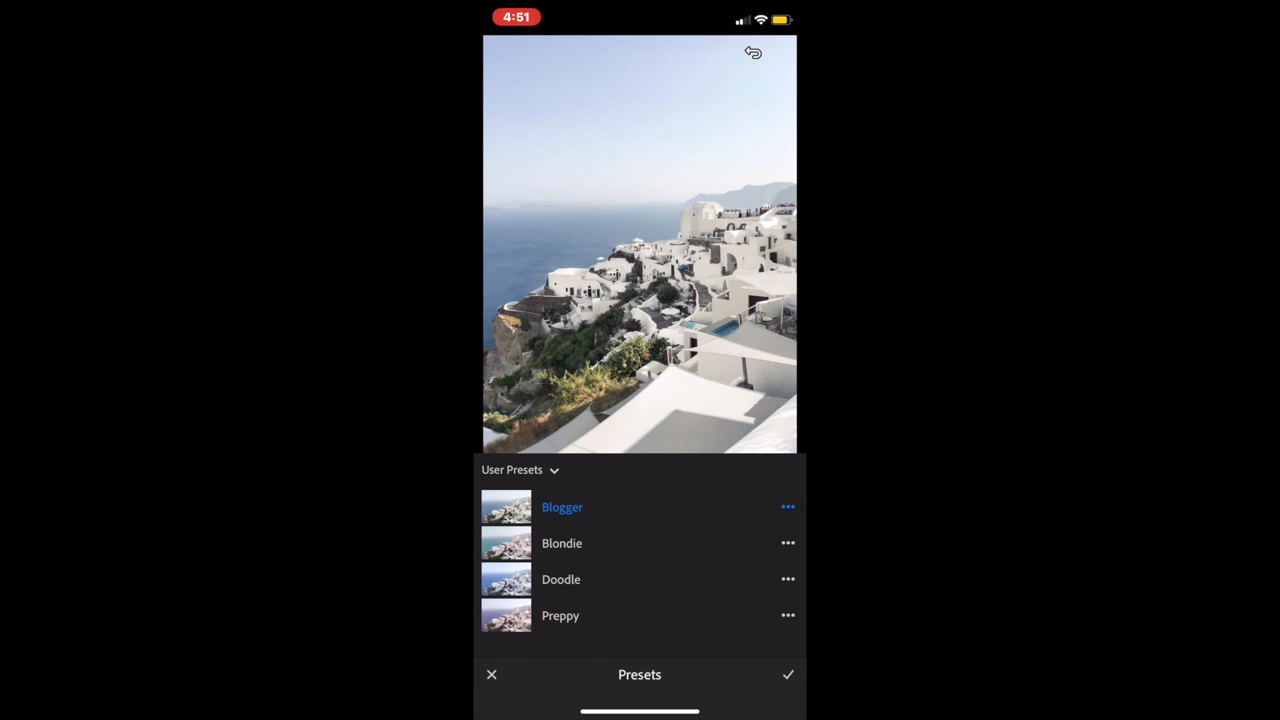 4:51
User Presets
Blogger
Blondie
Doodle
Preppy
Presets